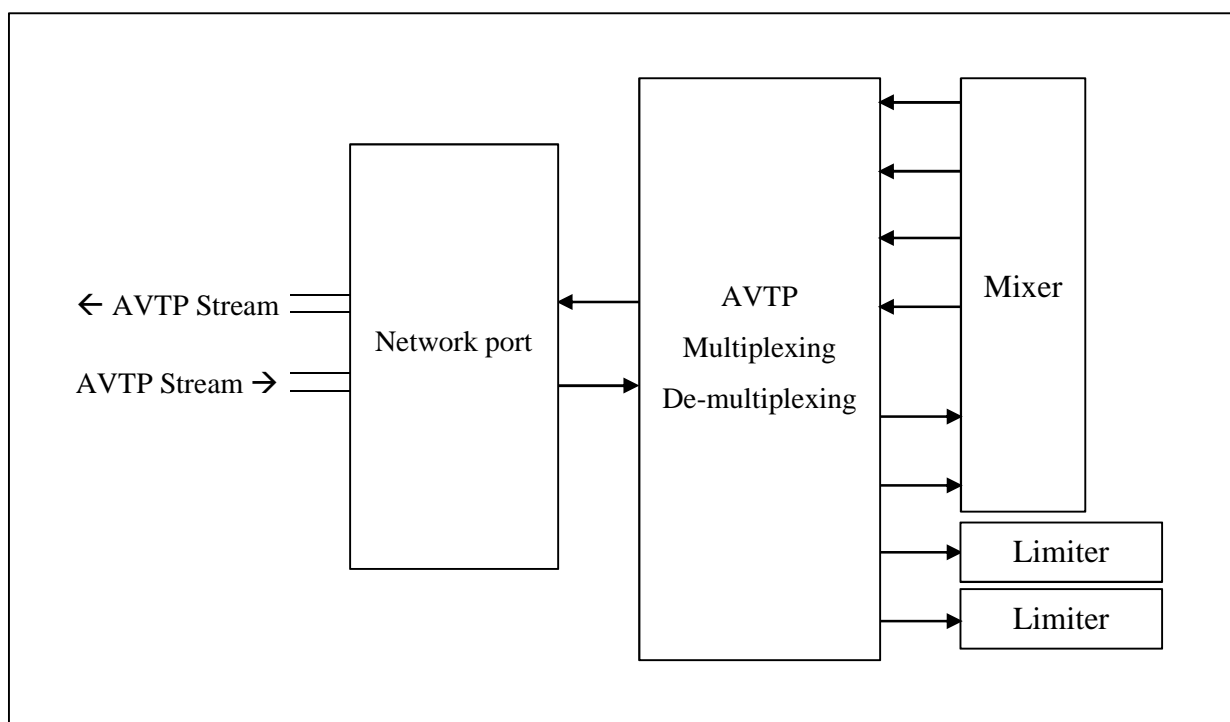 ← AVTP Stream
AVTP Stream →
Network port
AVTP
Multiplexing
De-multiplexing
Mixer
Limiter
Limiter